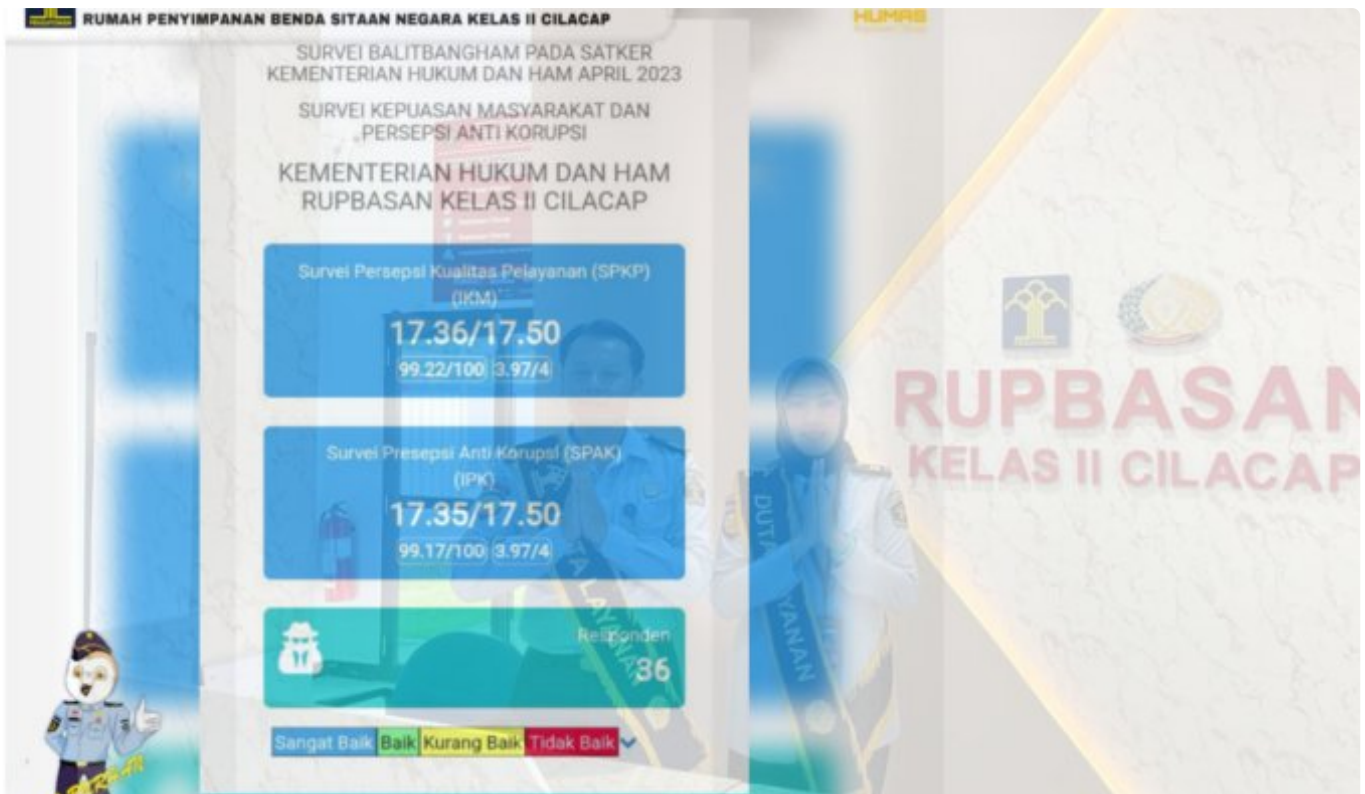 RUMAH PENYIMPANAN BENDA SITAAN NEGARA KELAS II CILACAP
HUMAS
SURVEI BALITBANGHAM PADA SATKER
KEMENTERIAN HUKUM DAN HAM APRIL 2023
SURVEI KEPUASAN MASYARAKAT DAN
PERSEPSI ANTI KORUPSI
KEMENTERIAN HUKUM DAN HAM
RUPBASAN KELAS II CILACAP
Survei Persepsi Kualitas Pelayanan (SPKP)
(IKM)
17.36/17.50
99.22/100 3.97/4
Survei Presepsi Anti Korupsi (SPAK)
(IPK)
17.35/17.50
99.17/100 3.97/4
Responden
36
Sangat Baik Baik Kurang Baik Tidak Baik
RUPBASAN
KELAS II CILACAP
TA LAYANAN
DUTA LAYANAN